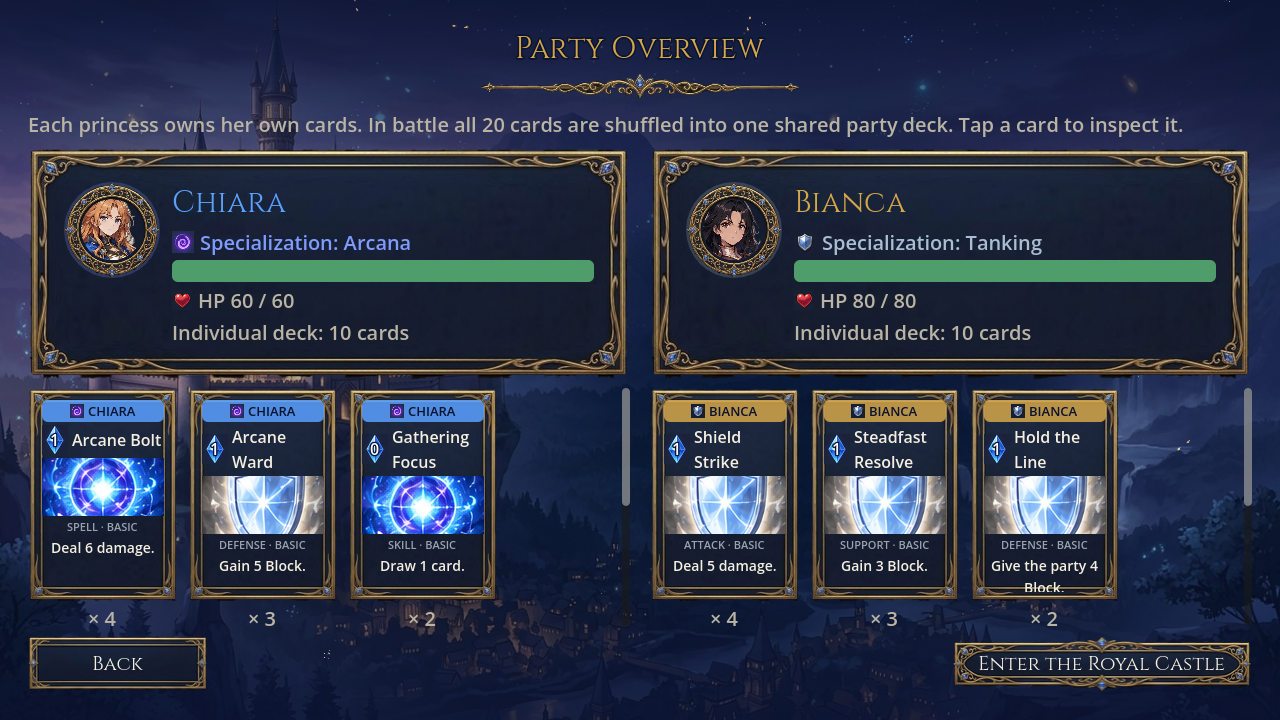 Party Overview
Each princess owns her own cards. In battle all 20 cards are shuffled into one shared party deck. Tap a card to inspect it.
Chiara
Specialization: Arcana
HP 60 / 60
Individual deck: 10 cards
Bianca
Specialization: Tanking
HP 80 / 80
Individual deck: 10 cards
CHIARA
1 Arcane Bolt
SPELL · BASIC
Deal 6 damage.
× 4
CHIARA
1 Arcane
Ward
DEFENSE · BASIC
Gain 5 Block.
× 3
CHIARA
0 Gathering
Focus
SKILL · BASIC
Draw 1 card.
× 2
BIANCA
1 Shield
Strike
ATTACK · BASIC
Deal 5 damage.
× 4
BIANCA
1 Steadfast
Resolve
SUPPORT · BASIC
Gain 3 Block.
× 3
BIANCA
1 Hold the
Line
DEFENSE · BASIC
Give the party 4
Block.
× 2
Back
Enter the Royal Castle